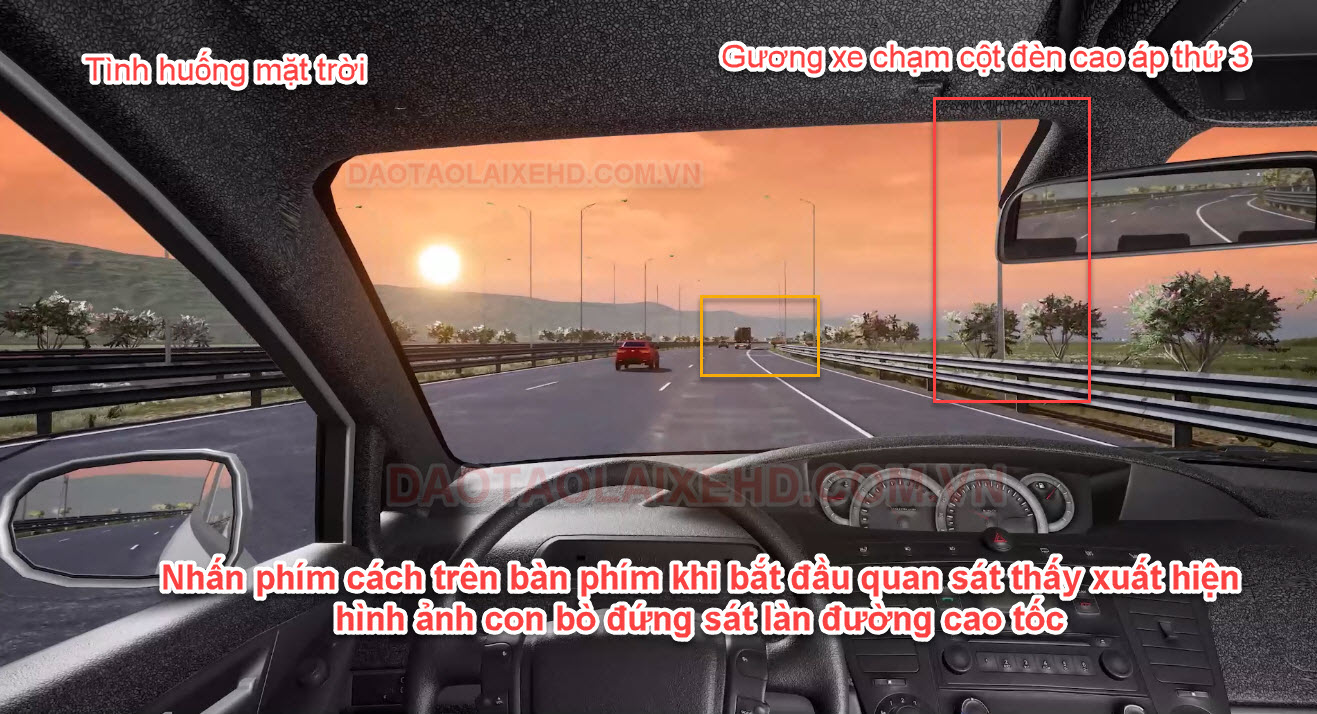 Tình huống mặt trời
Gương xe chạm cột đèn cao áp thứ 3
DAOTAOLAIXEHD.COM.VN
DAOTAOLAIXEHD.COM.VN
Nhấn phím cách trên bàn phím khi bắt đầu quan sát thấy xuất hiện
hình ảnh con bò đứng sát làn đường cao tốc